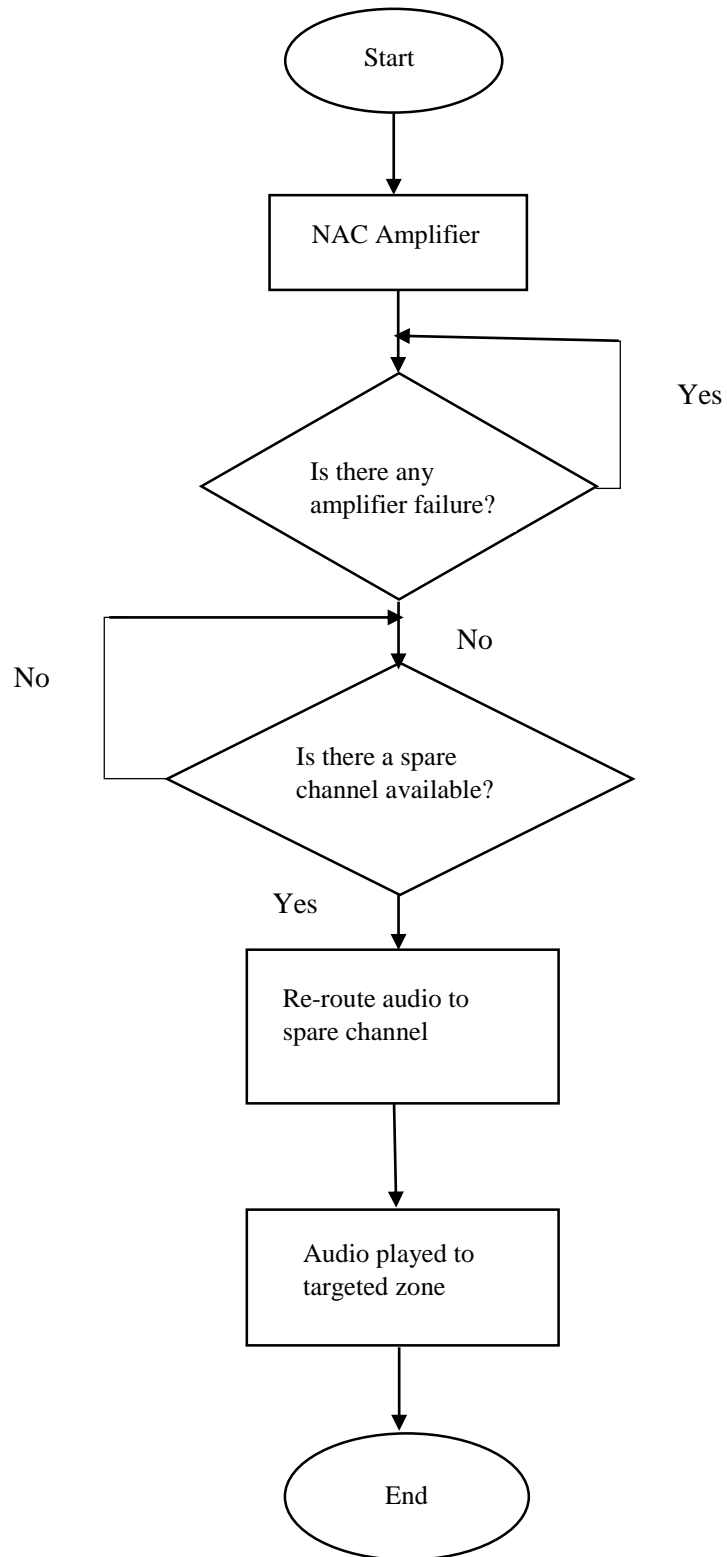 Start
NAC Amplifier
Yes
Is there any
amplifier failure?
No
No
Is there a spare
channel available?
Yes
Re-route audio to
spare channel
Audio played to
targeted zone
End